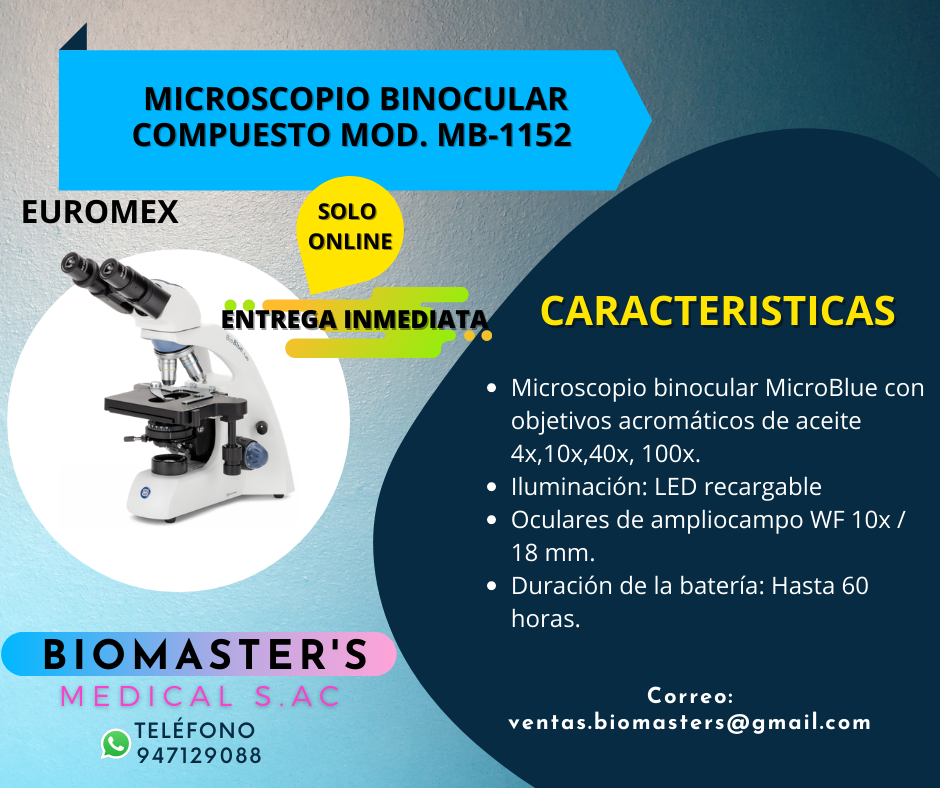 MICROSCOPIO BINOCULAR
COMPUESTO MOD. MB-1152
EUROMEX
SOLO
ONLINE
ENTREGA INMEDIATA
CARACTERISTICAS
• Microscopio binocular MicroBlue con
objetivos acromáticos de aceite
4x,10x,40x, 100x.
• Iluminación: LED recargable
• Oculares de ampliocampo WF 10x /
18 mm.
• Duración de la batería: Hasta 60
horas.
BIOMASTER'S
MEDICAL S.AC
TELÉFONO
947129088
Correo:
ventas.biomasters@gmail.com